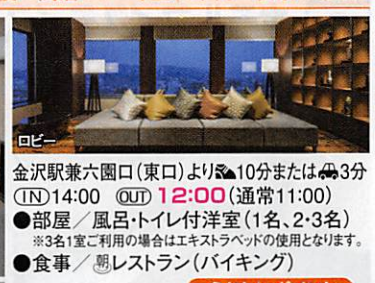 ロビー
金沢駅兼六園口(東口)より10分または3分
IN 14:00 OUT 12:00(通常11:00)
●部屋/風呂・トイレ付洋室(1名、2・3名)
※3名1室ご利用の場合はエキストラベッドの使用となります。
●食事/朝レストラン(バイキング)